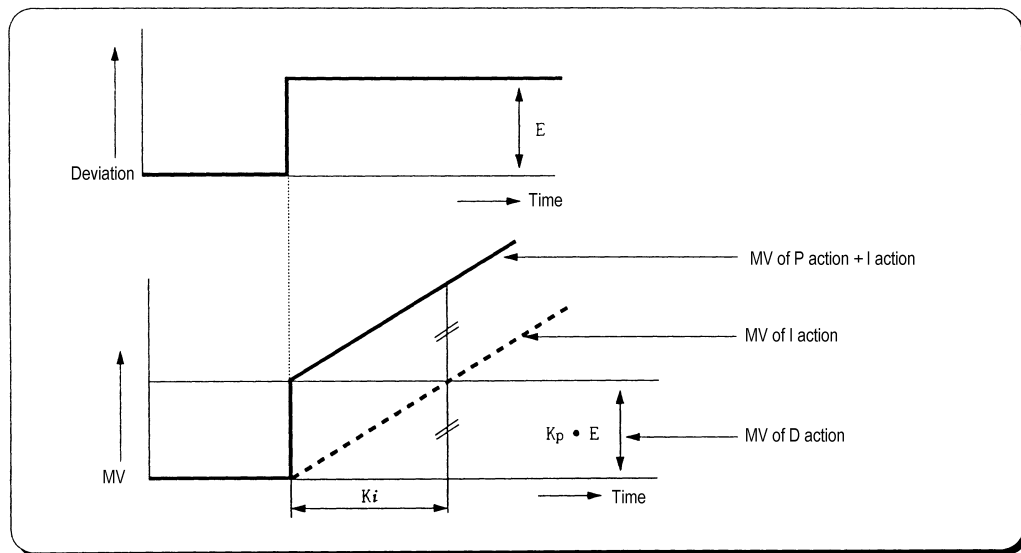 E
Deviation
Time
MV of P action + I action
MV of I action
Kp • E
MV of D action
MV
Ki
Time